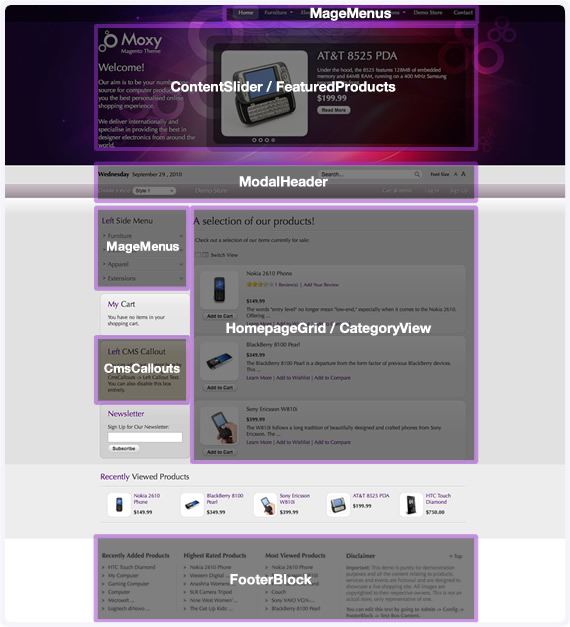 MageMenus
Home Furniture Demo Store Contact
Moxy
Magento Theme
AT&T 8525 PDA
Welcome!
Under the hood, the 8525 features 128MB of embedded
memory and 64MB RAM, running on a 400 MHz Samsung
Our aim is to be your number one
source for computer products
you the best personalised online
shopping experience.
ContentSlider / FeaturedProducts
$199.99
Read More
We deliver internationally and
specialise in providing the best in
designer electronics from around
the world.
Wednesday September 29 , 2010
Search...
Font Size A A
ModalHeader
Style 1
Demo Store
Log In Sign Up
Left Side Menu
Furniture
MageMenus
Apparel
Extensions
A selection of our products!
Check out a selection of our items currently for sale:
Switch View
Nokia 2610 Phone
1 Review(s) | Add Your Review
$149.99
The words "entry level" no longer mean "low-end," especially when it comes to the Nokia 2610.
Offering ...
Add to Cart
Learn More | Add to Wishlist | Add to Compare
My Cart
You have no items in your
shopping cart.
HomepageGrid / CategoryView
BlackBerry 8100 Pearl
$349.99
The BlackBerry 8100 Pearl is a departure from the form factor of previous BlackBerry devices.
This ...
Add to Cart
Learn More | Add to Wishlist | Add to Compare
Left CMS Callout
CmsCallouts
CmsCallouts -> Left Callout Text
You can also disable this box
entirely.
Sony Ericsson W810i
$399.99
The W810i follows a long tradition of beautifully designed and crafted phones from Sony
Ericsson. The ...
Add to Cart
Learn More | Add to Wishlist | Add to Compare
Newsletter
Sign Up for Our Newsletter:
Subscribe
Recently Viewed Products
Nokia 2610
Phone
$149.99
BlackBerry 8100
Pearl
$349.99
Sony Ericsson
W810i
$399.99
AT&T 8525 PDA
$199.99
HTC Touch
Diamond
$750.00
Recently Added Products
HTC Touch Diamond
My Computer
Gaming Computer
Computer
Microsoft ...
Logitech diNovo ...
Highest Rated Products
Nokia 2610 Phone
Western Digital ...
Anashria Womens ...
SLR Camera Tripod
Nine West Women's ...
The Get Up Kids: ...
FooterBlock
Most Viewed Products
Nokia 2610 Phone
Couch
Sony VAIO VGN ...
Disclaimer
Top
Important: This demo is purely for demonstration
purposes and all the content relating to products,
services and events are fictional and are designed to
showcase a live shopping site. All images are
copyrighted to their respective owners. This is not an
actual store, only representative of one.
You can edit this text by going to Admin -> Config ->
FooterBlock -> Text Box Content.